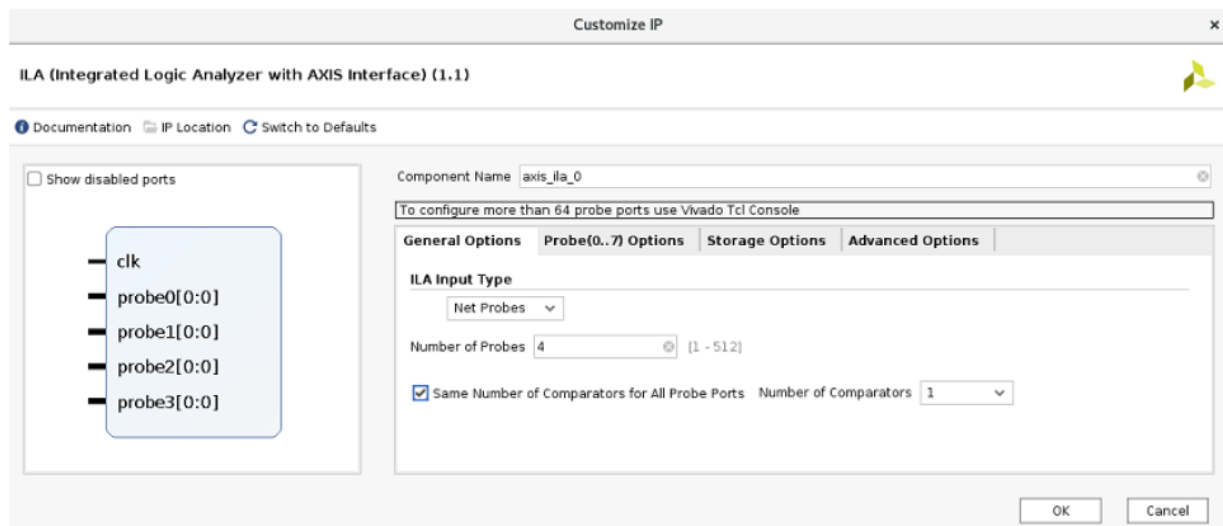 Customize IP
ILA (Integrated Logic Analyzer with AXIS Interface) (1.1)
Documentation IP Location Switch to Defaults
Show disabled ports
clk
probe0[0:0]
probe1[0:0]
probe2[0:0]
probe3[0:0]
Component Name axis_ila_0
To configure more than 64 probe ports use Vivado Tcl Console
General Options Probe(0..7) Options Storage Options Advanced Options
ILA Input Type
Net Probes
Number of Probes 4 [1 - 512]
Same Number of Comparators for All Probe Ports Number of Comparators 1
OK Cancel